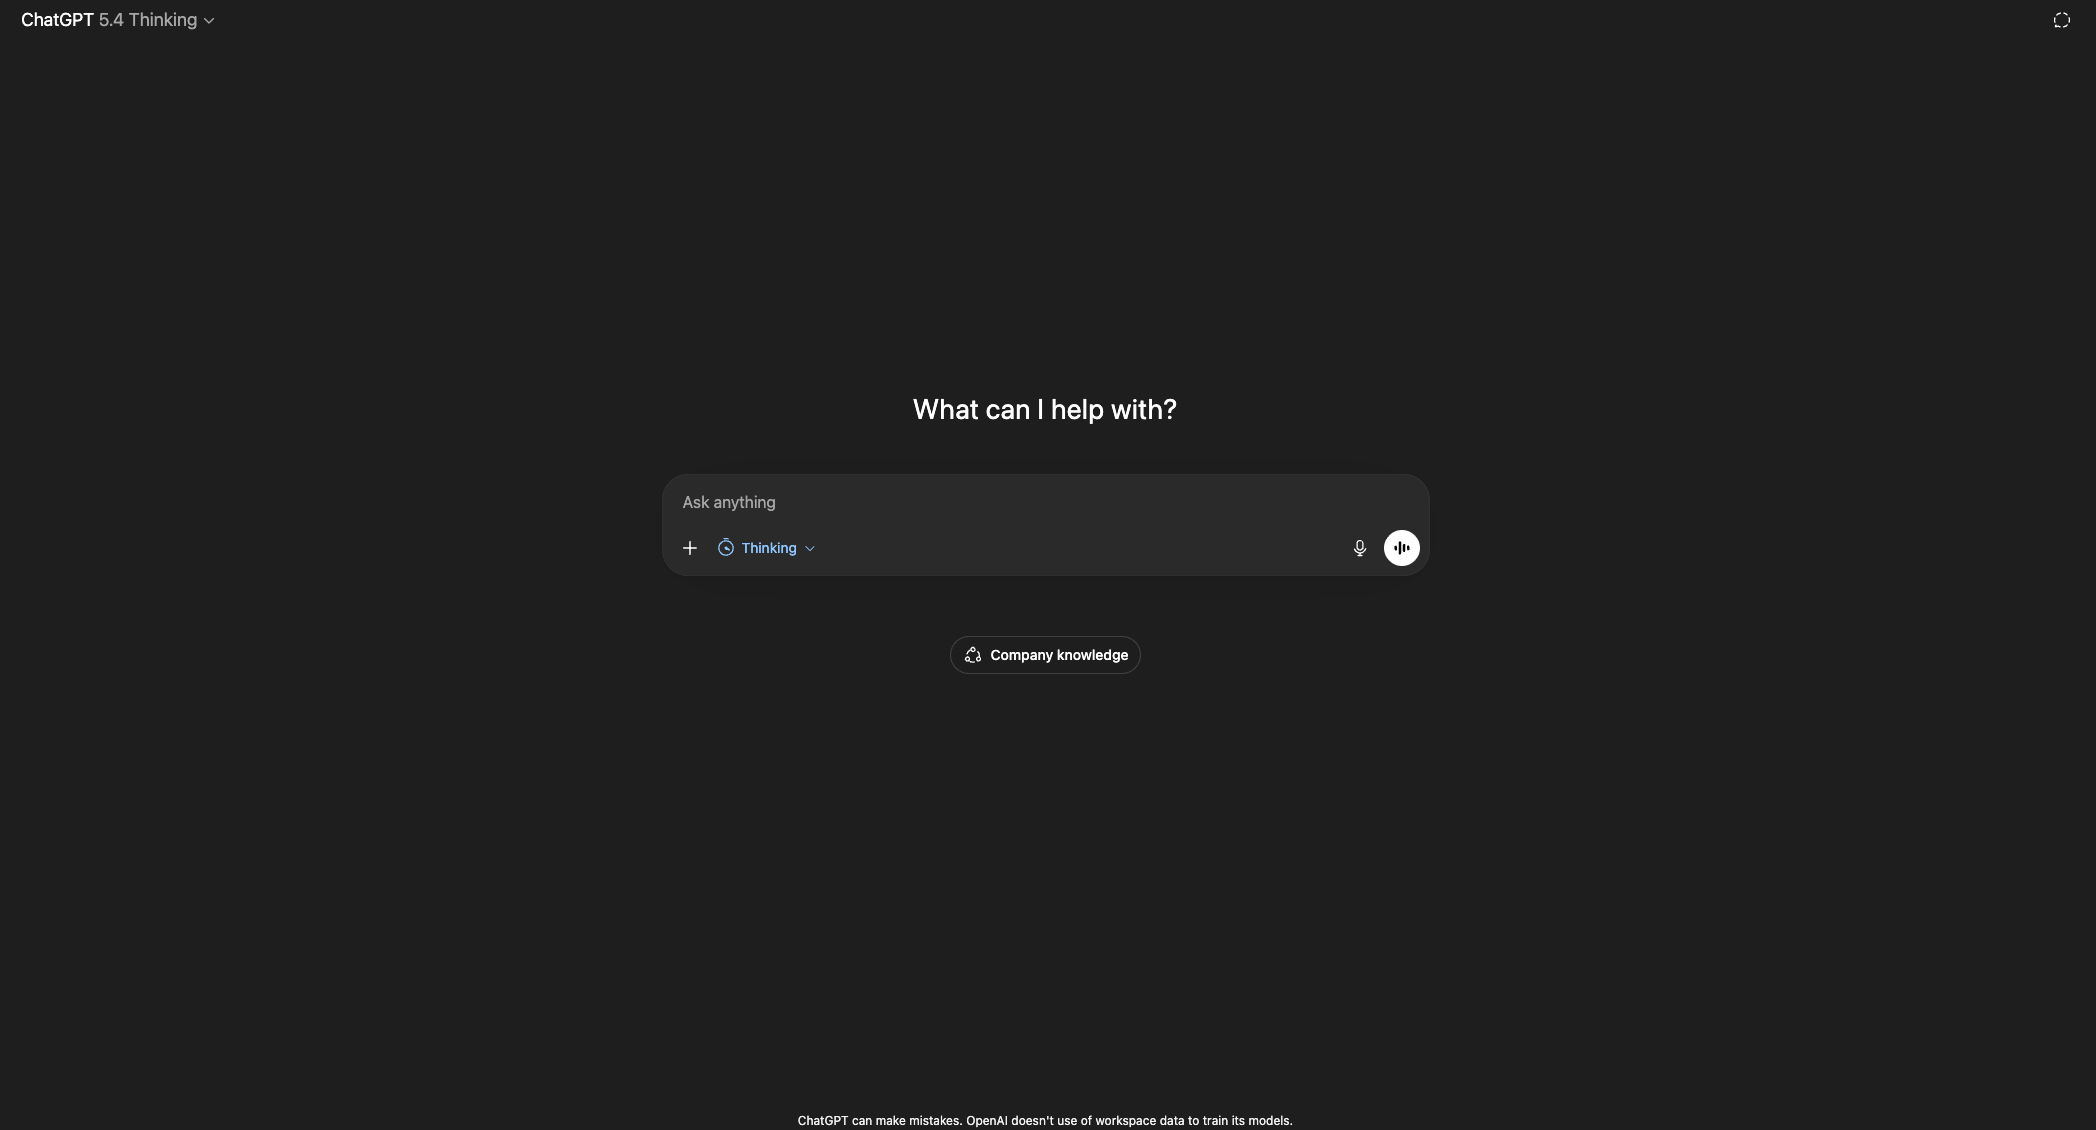 ChatGPT 5.4 Thinking
What can I help with?
Ask anything
Thinking
Company knowledge
ChatGPT can make mistakes. OpenAI doesn't use of workspace data to train its models.